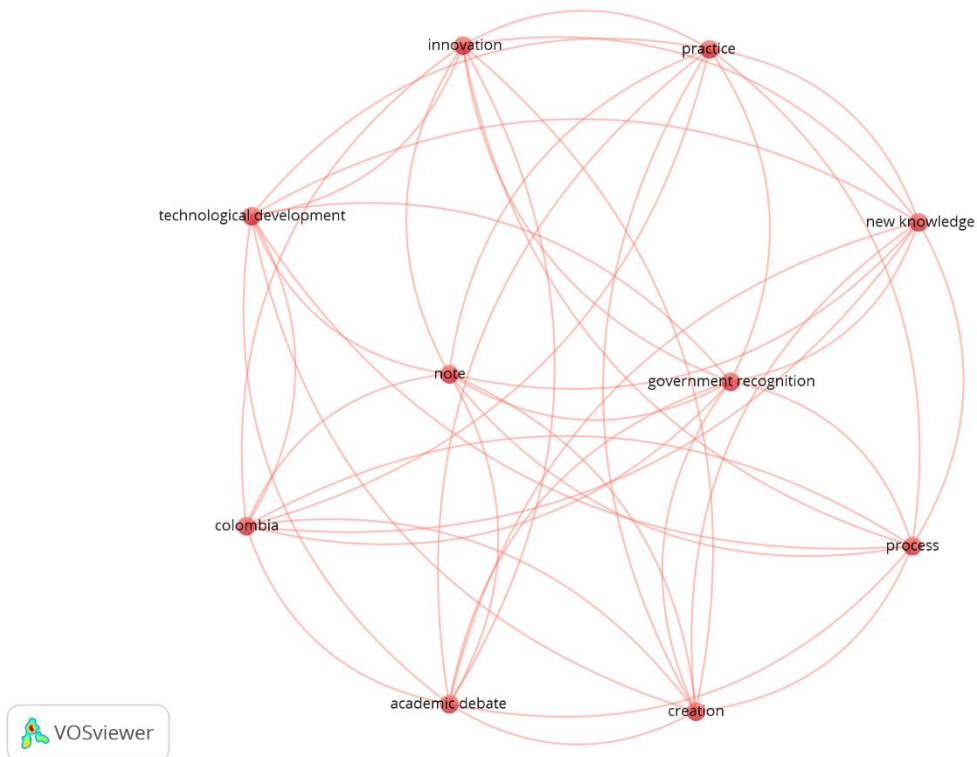 innovation
practice
technological development
new knowledge
note
government recognition
colombia
process
academic debate
creation
VOSviewer